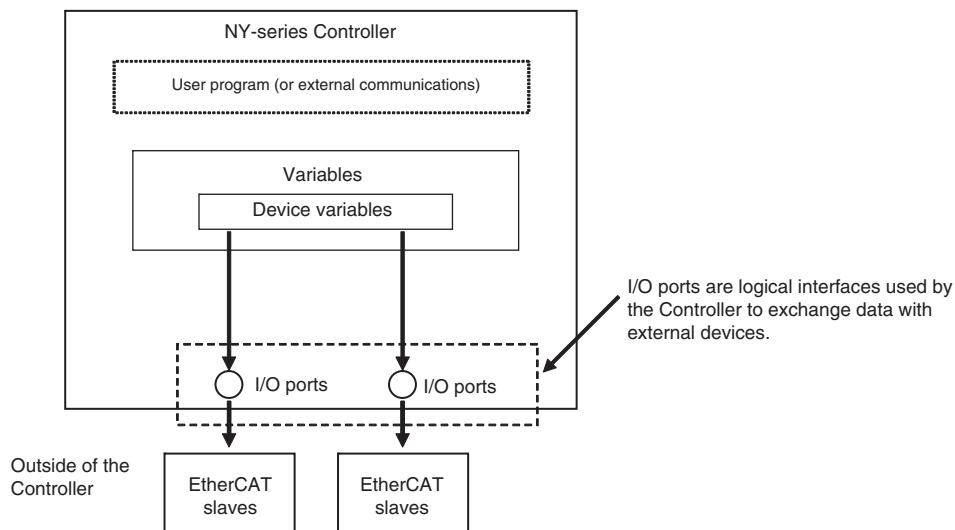 NY-series Controller
User program (or external communications)
Variables
Device variables
I/O ports are logical interfaces used by
the Controller to exchange data with
external devices.
I/O ports
I/O ports
Outside of the
Controller
EtherCAT
slaves
EtherCAT
slaves